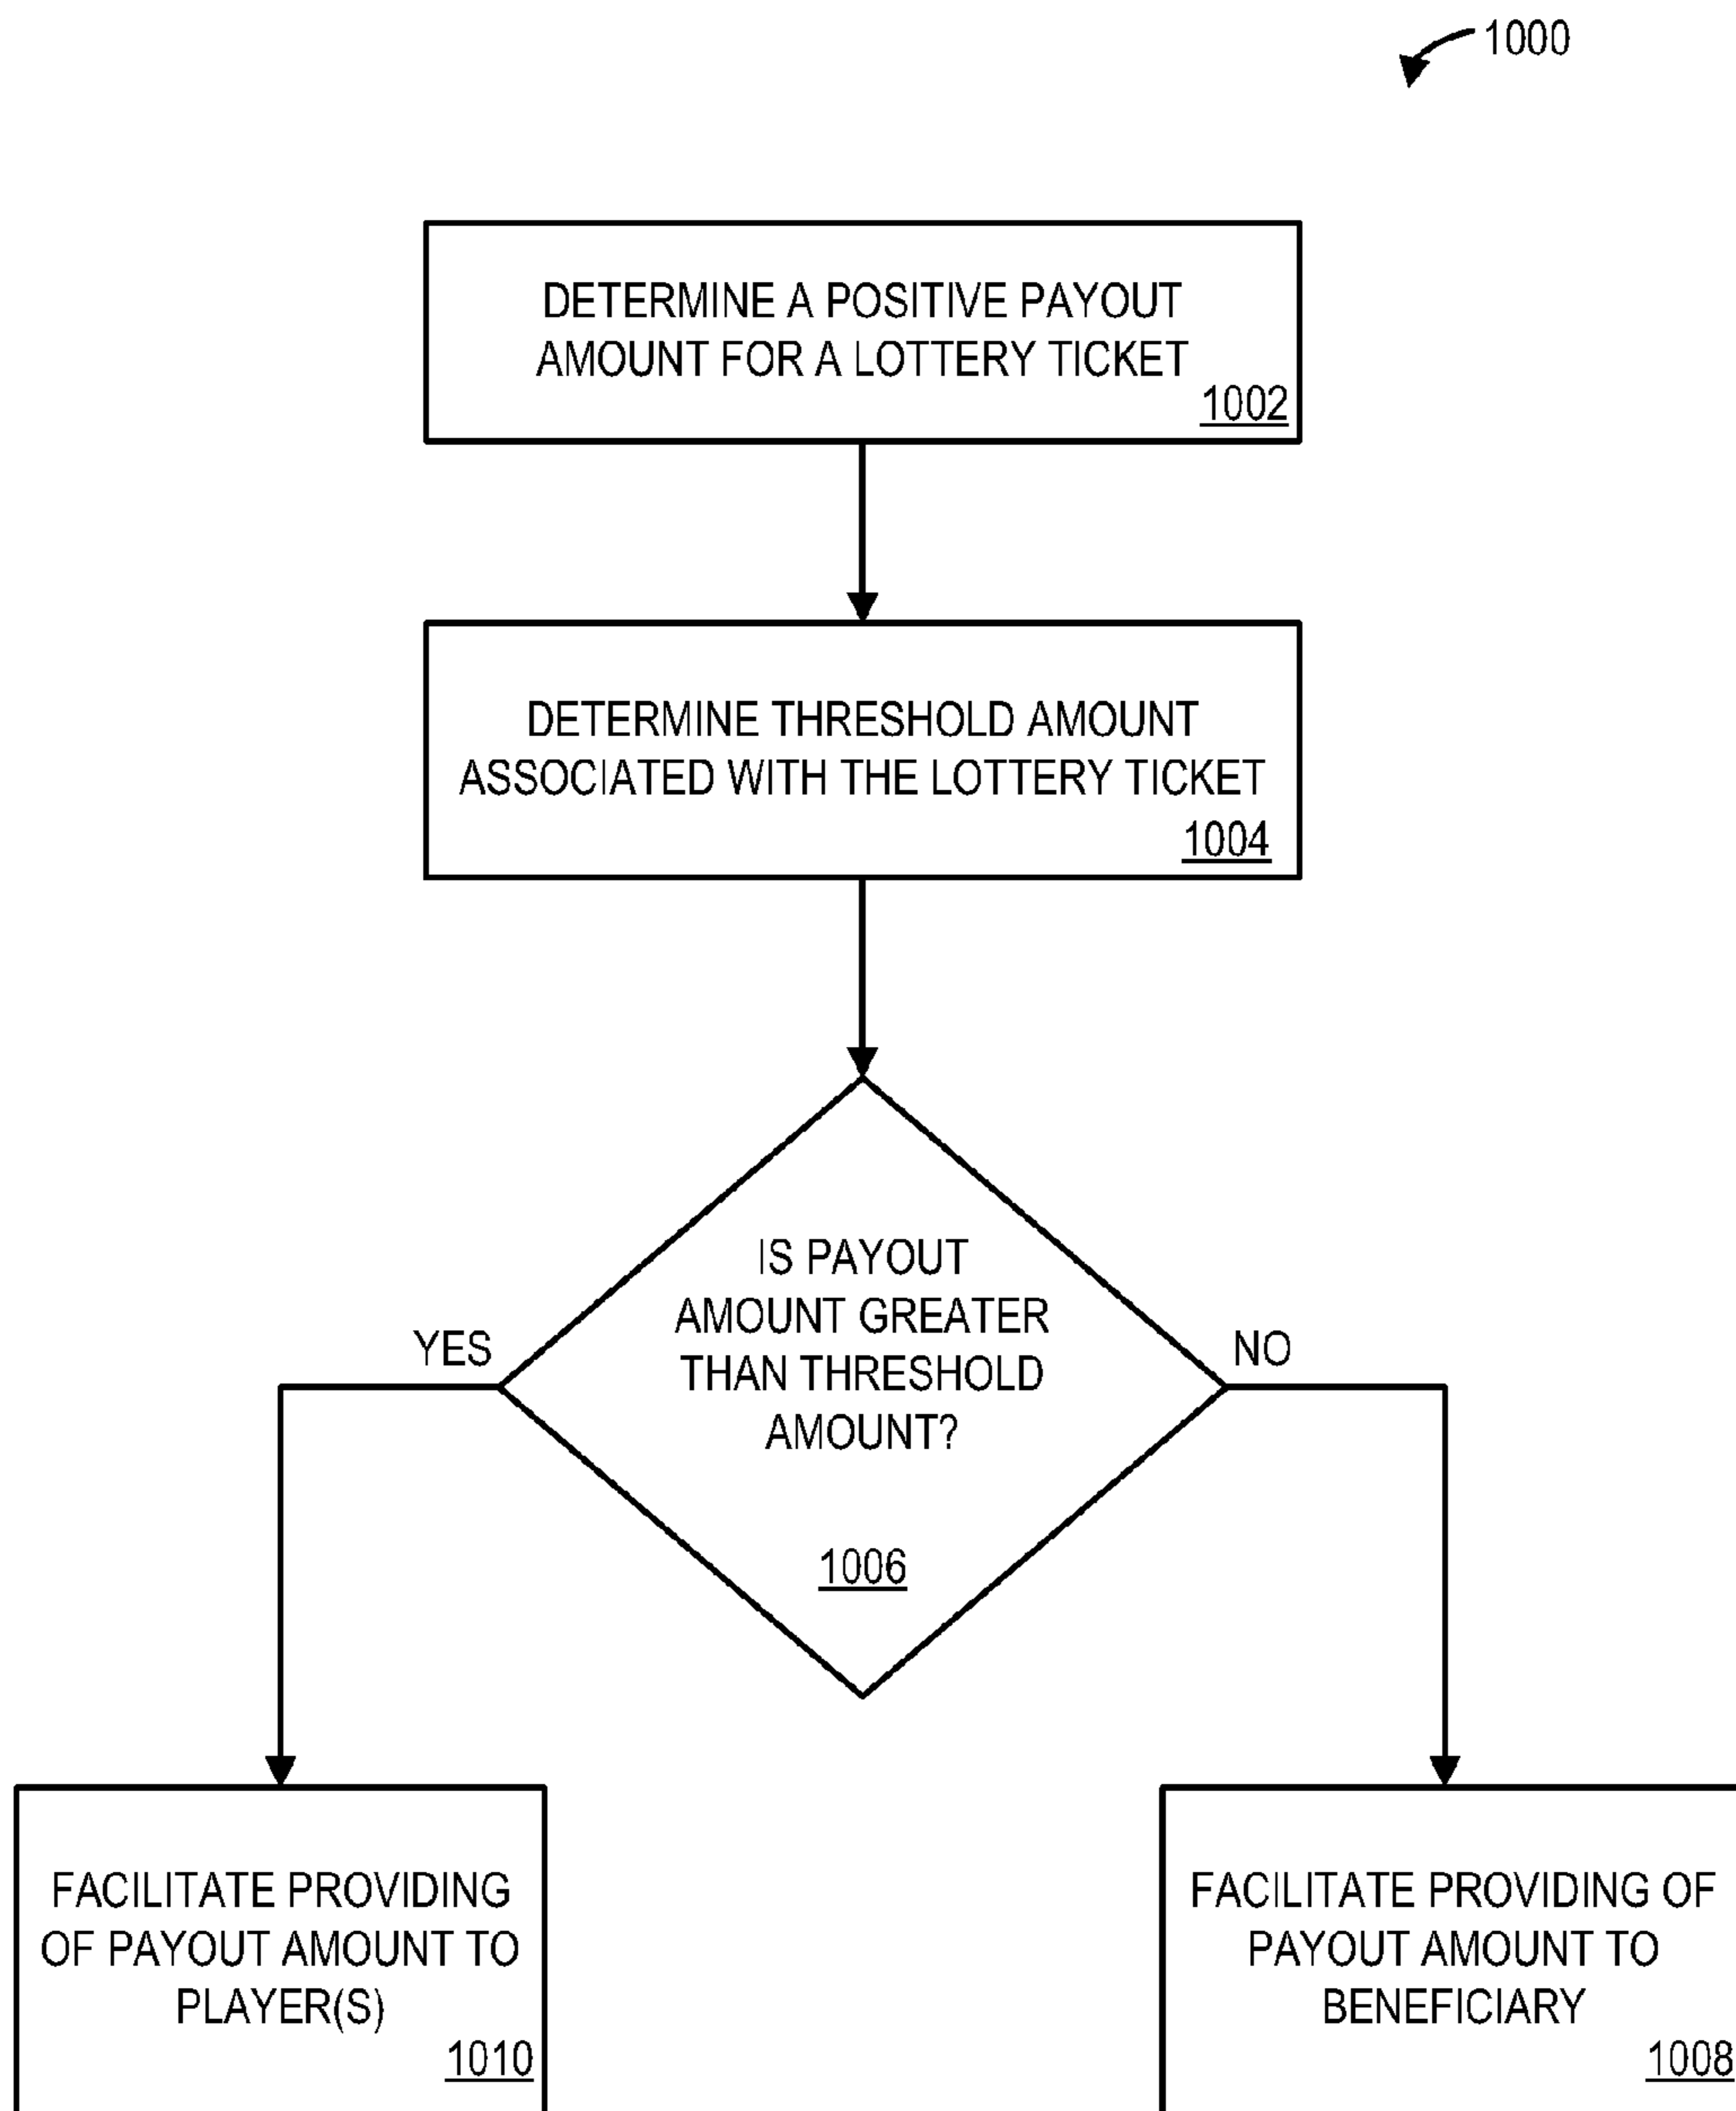 1000
DETERMINE A POSITIVE PAYOUT
AMOUNT FOR A LOTTERY TICKET
1002
DETERMINE THRESHOLD AMOUNT
ASSOCIATED WITH THE LOTTERY TICKET
1004
IS PAYOUT
AMOUNT GREATER
THAN THRESHOLD
AMOUNT?
1006
YES
NO
FACILITATE PROVIDING
OF PAYOUT AMOUNT TO
PLAYER(S)
1010
FACILITATE PROVIDING OF
PAYOUT AMOUNT TO
BENEFICIARY
1008